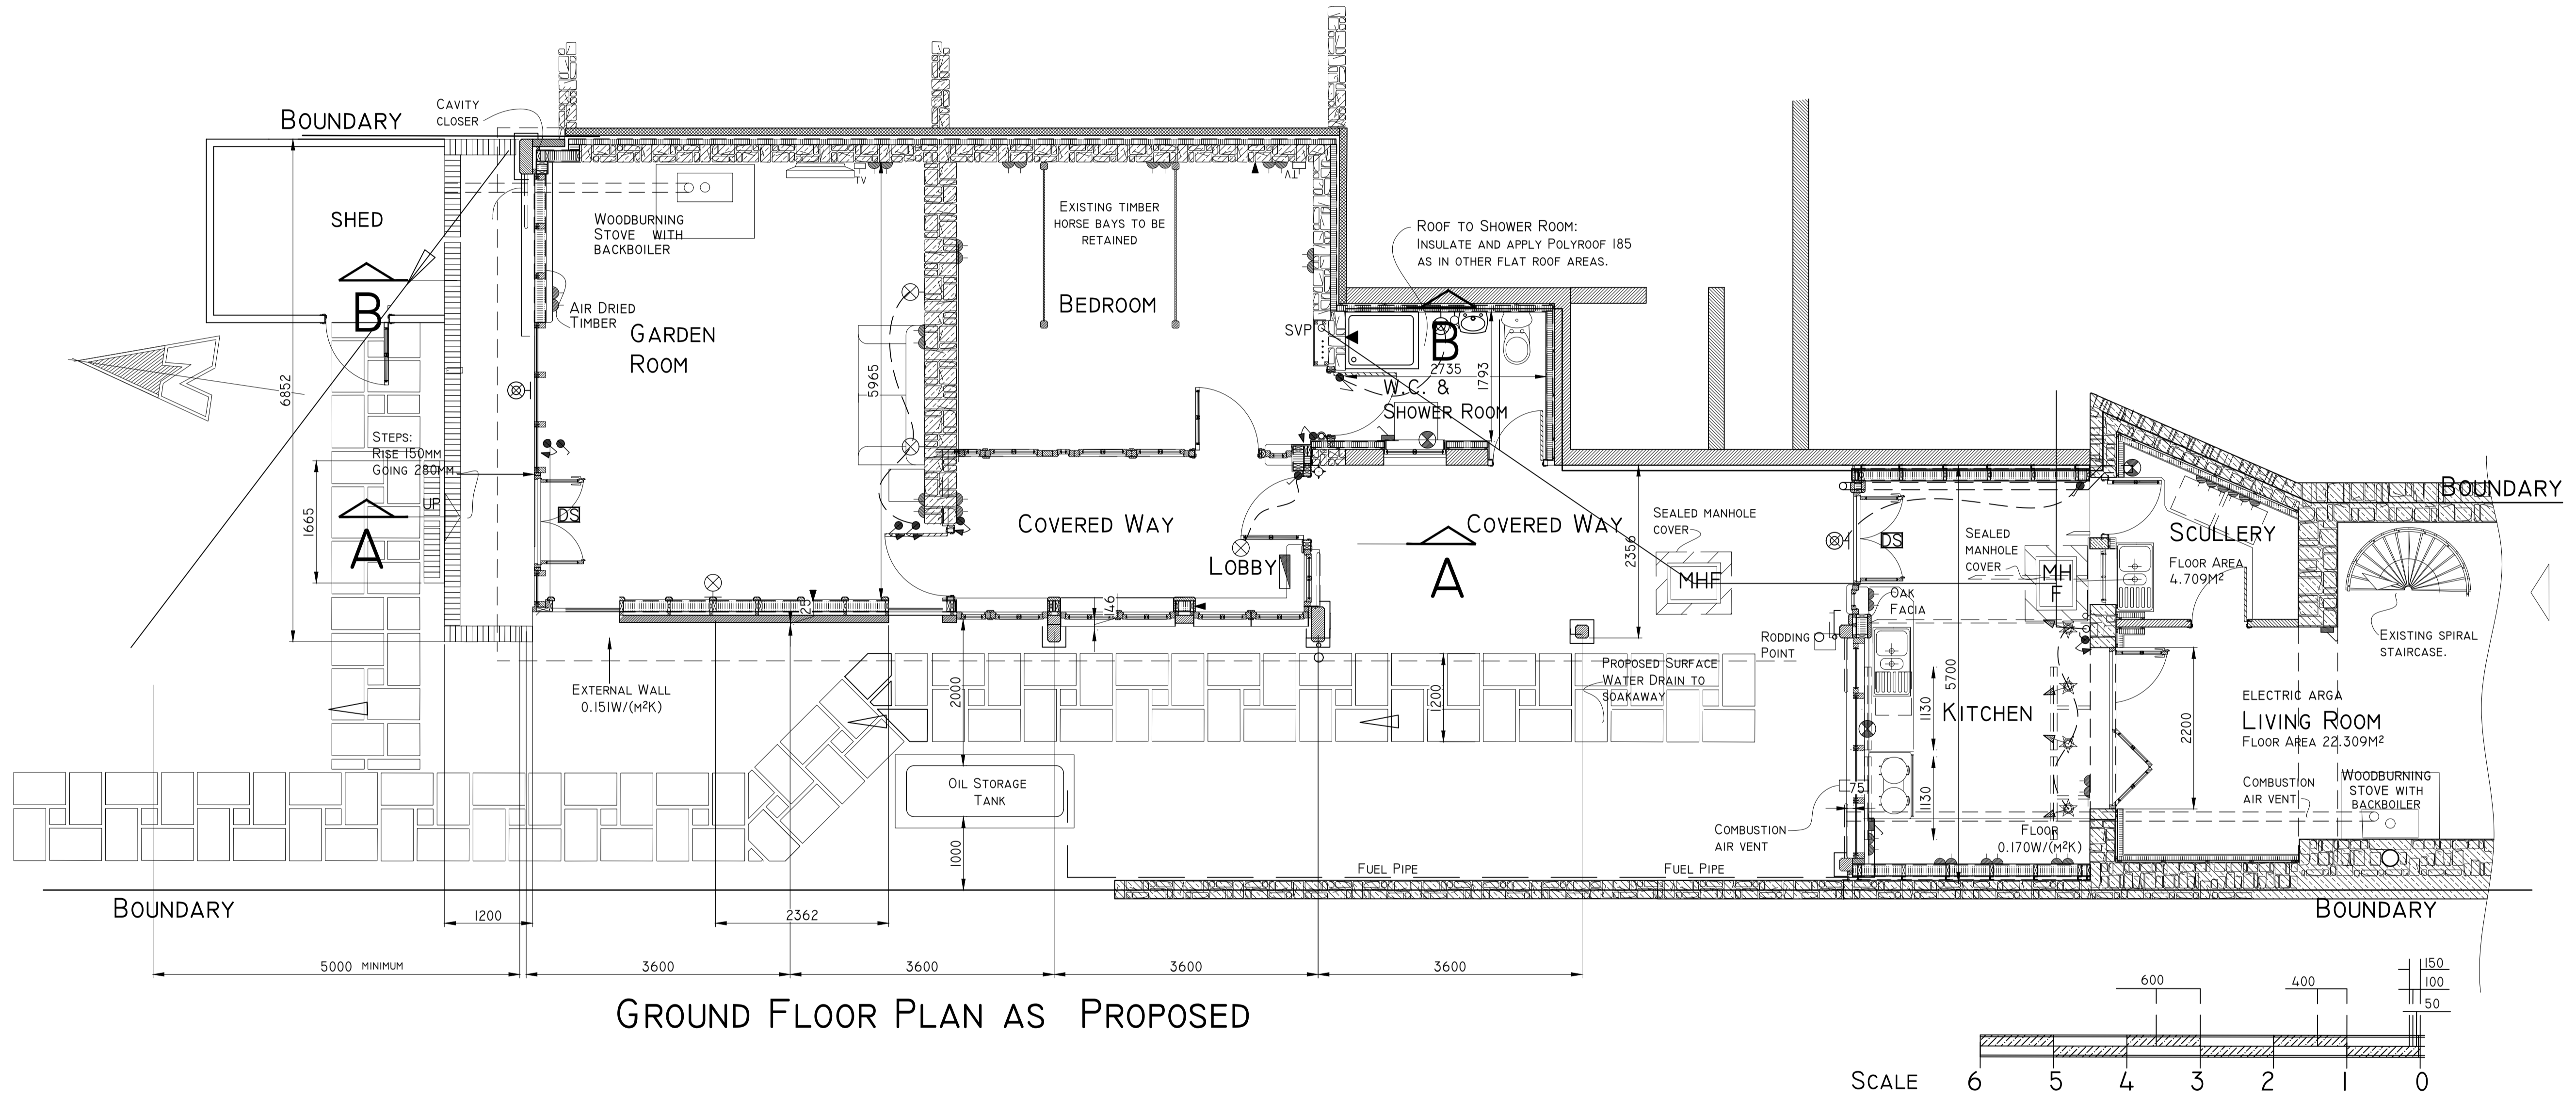 CAVITY
CLOSER
BOUNDARY
SHED
B
6852
WOODBURNING
STOVE WITH
BACKBOILER
TV
AIR DRIED
TIMBER
GARDEN
ROOM
5965
EXISTING TIMBER
HORSE BAYS TO BE
RETAINED
BEDROOM
TV
ROOF TO SHOWER ROOM:
INSULATE AND APPLY POLYROOF 185
AS IN OTHER FLAT ROOF AREAS.
SVP
B
2735
1793
W.C. &
SHOWER ROOM
STEPS:
RISE 150MM
GOING 280MM
UP
1665
A
DS
COVERED WAY
LOBBY
COVERED WAY
A
2356
SEALED MANHOLE
COVER
MHF
DS
SEALED
MANHOLE
COVER
MH
F
SCULLERY
FLOOR AREA
4.709M²
BOUNDARY
OAK
FACIA
EXISTING SPIRAL
STAIRCASE.
25
46
EXTERNAL WALL
0.151W/(M²K)
2000
1200
PROPOSED SURFACE
WATER DRAIN TO
SOAKAWAY
RODDING
POINT
5700
1130
KITCHEN
2200
ELECTRIC ARGA
LIVING ROOM
FLOOR AREA 22.309M²
OIL STORAGE
TANK
1000
75
1130
COMBUSTION
AIR VENT
COMBUSTION
AIR VENT
WOODBURNING
STOVE WITH
BACKBOILER
FLOOR
0.170W/(M²K)
FUEL PIPE
FUEL PIPE
BOUNDARY
BOUNDARY
1200
2362
5000 MINIMUM
3600
3600
3600
3600
GROUND FLOOR PLAN AS PROPOSED
600
400
150
100
50
SCALE 6 5 4 3 2 1 0